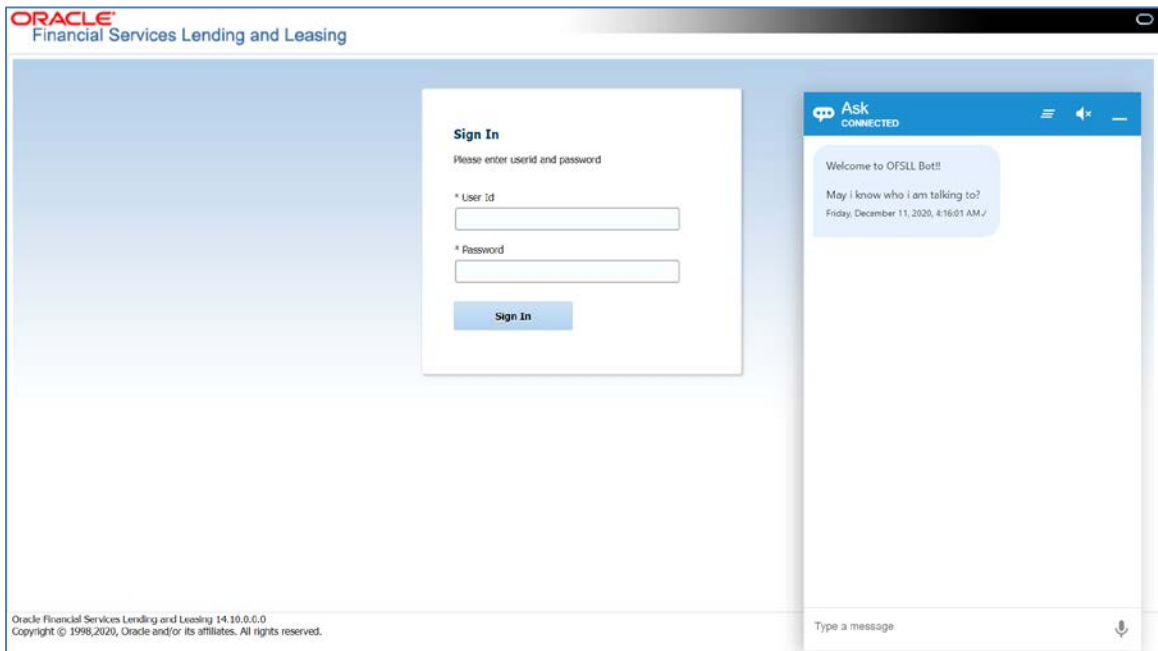 ORACLE
Financial Services Lending and Leasing
Sign In
Please enter userid and password
* User Id
* Password
Sign In
Oracle Financial Services Lending and Leasing 14.10.0.0.0
Copyright © 1998,2020, Oracle and/or its affiliates. All rights reserved.
Ask
CONNECTED
Welcome to OFSLL Bot!!
May i know who i am talking to?
Friday, December 11, 2020, 4:16:01 AM✓
Type a message